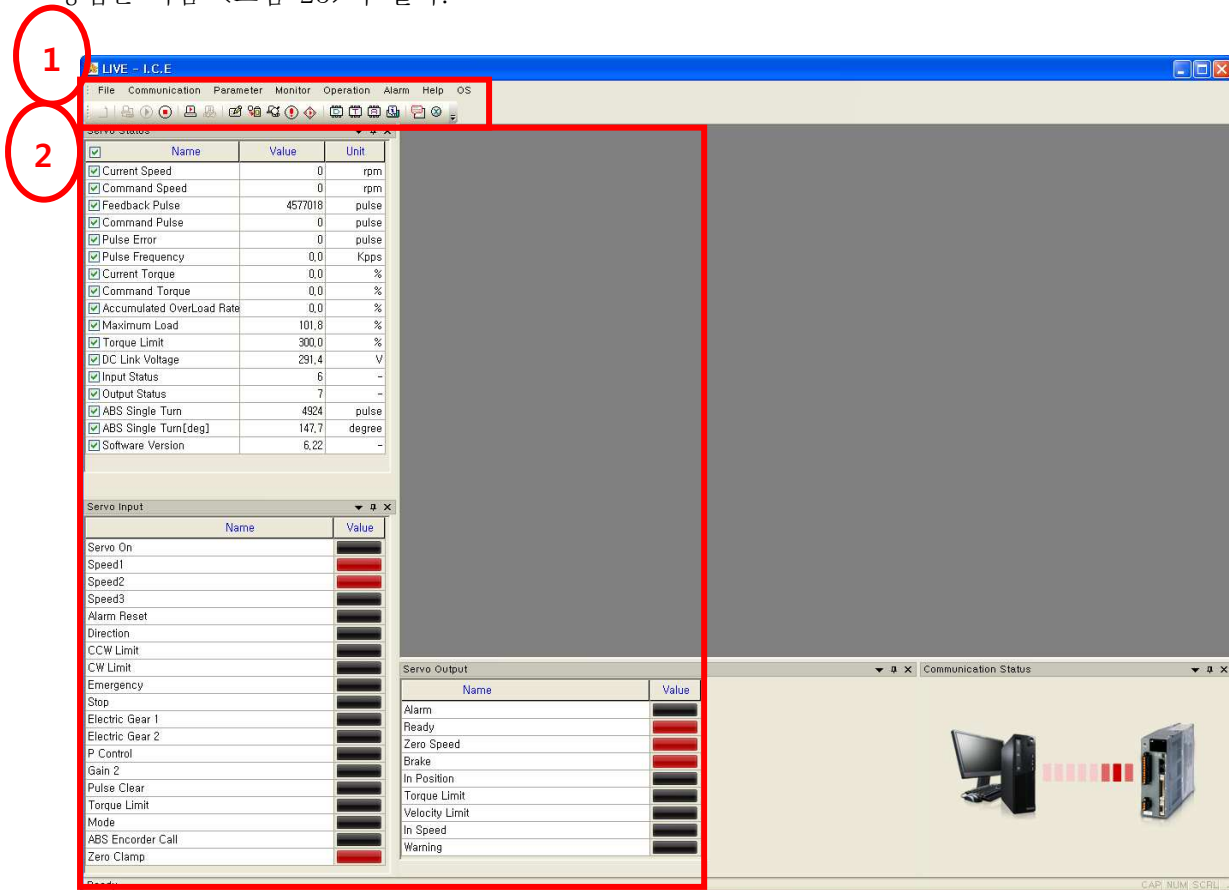 1
LIVE - I.C.E
File Communication Parameter Monitor Operation Alarm Help OS
2
Servo Status
Name Value Unit
Current Speed 0 rpm
Command Speed 0 rpm
Feedback Pulse 4577018 pulse
Command Pulse 0 pulse
Pulse Error 0 pulse
Pulse Frequency 0,0 Kpps
Current Torque 0,0 %
Command Torque 0,0 %
Accumulated OverLoad Rate 0,0 %
Maximum Load 101,8 %
Torque Limit 300,0 %
DC Link Voltage 291,4 V
Input Status 6 -
Output Status 7 -
ABS Single Turn 4924 pulse
ABS Single Turn[deg] 147,7 degree
Software Version 6,22 -
Servo Input
Name Value
Servo On
Speed1
Speed2
Speed3
Alarm Reset
Direction
CCW Limit
CW Limit
Emergency
Stop
Electric Gear 1
Electric Gear 2
P Control
Gain 2
Pulse Clear
Torque Limit
Mode
ABS Encorder Call
Zero Clamp
Servo Output
Name Value
Alarm
Ready
Zero Speed
Brake
In Position
Torque Limit
Velocity Limit
In Speed
Warning
Communication Status
Ready
CAP NUM SCRL